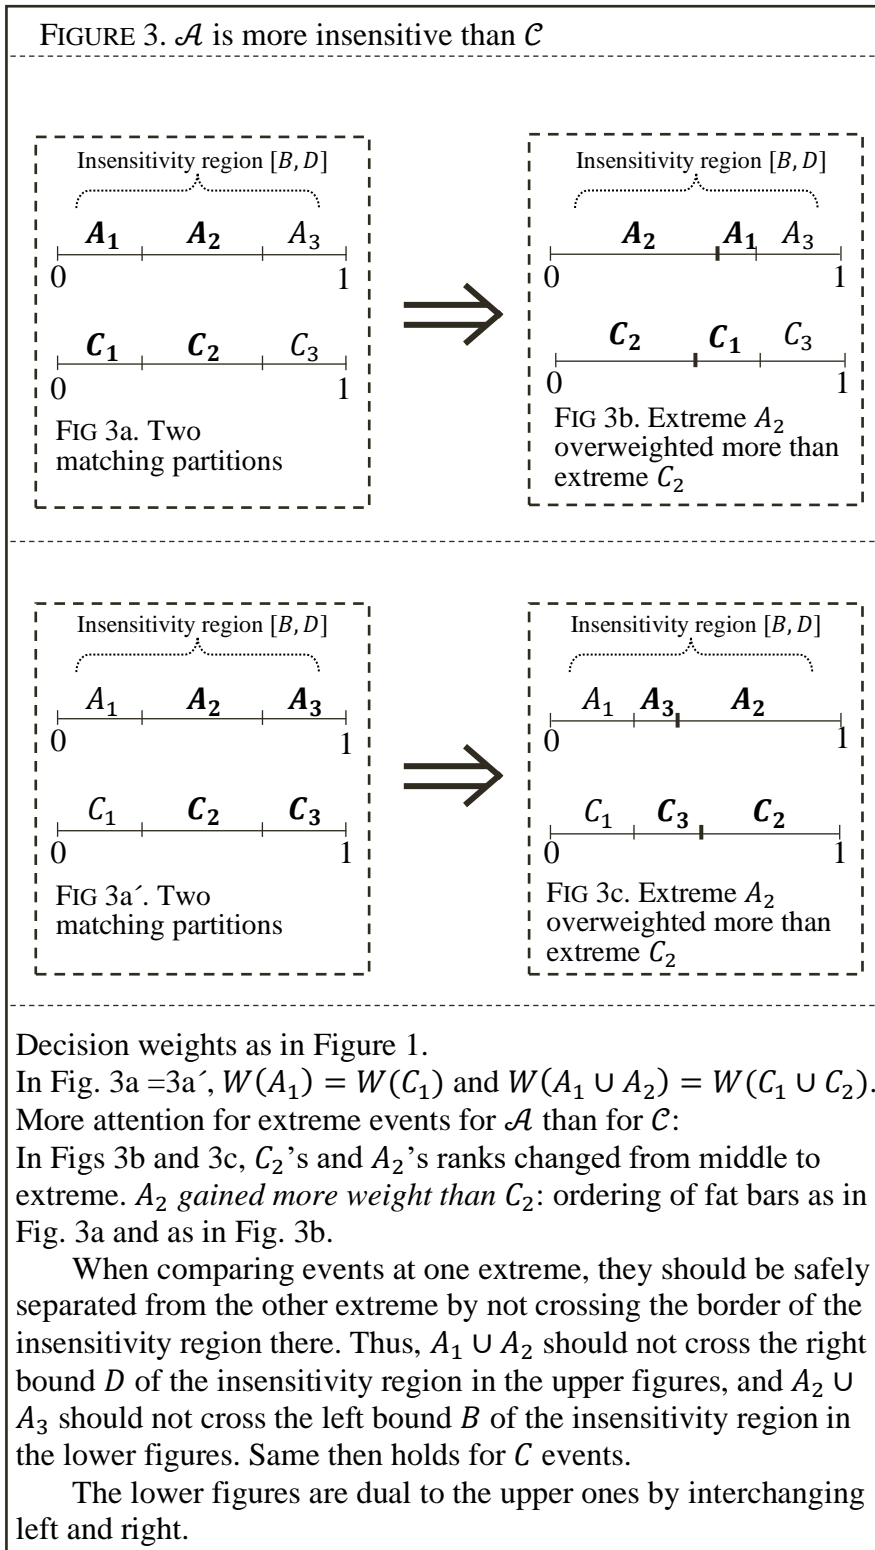 FIGURE 3. 𝒜 is more insensitive than 𝒞
Insensitivity region [B, D]
A₁ A₂ A₃
0 1
C₁ C₂ C₃
0 1
FIG 3a. Two
matching partitions
Insensitivity region [B, D]
A₂ A₁ A₃
0 1
C₂ C₁ C₃
0 1
FIG 3b. Extreme A₂
overweighted more than
extreme C₂
Insensitivity region [B, D]
A₁ A₂ A₃
0 1
C₁ C₂ C₃
0 1
FIG 3a´. Two
matching partitions
Insensitivity region [B, D]
A₁ A₃ A₂
0 1
C₁ C₃ C₂
0 1
FIG 3c. Extreme A₂
overweighted more than
extreme C₂
Decision weights as in Figure 1.
In Fig. 3a =3a´, W(A₁) = W(C₁) and W(A₁ ∪ A₂) = W(C₁ ∪ C₂).
More attention for extreme events for 𝒜 than for 𝒞:
In Figs 3b and 3c, C₂’s and A₂’s ranks changed from middle to
extreme. A₂ gained more weight than C₂: ordering of fat bars as in
Fig. 3a and as in Fig. 3b.
When comparing events at one extreme, they should be safely
separated from the other extreme by not crossing the border of the
insensitivity region there. Thus, A₁ ∪ A₂ should not cross the right
bound D of the insensitivity region in the upper figures, and A₂ ∪
A₃ should not cross the left bound B of the insensitivity region in
the lower figures. Same then holds for C events.
The lower figures are dual to the upper ones by interchanging
left and right.